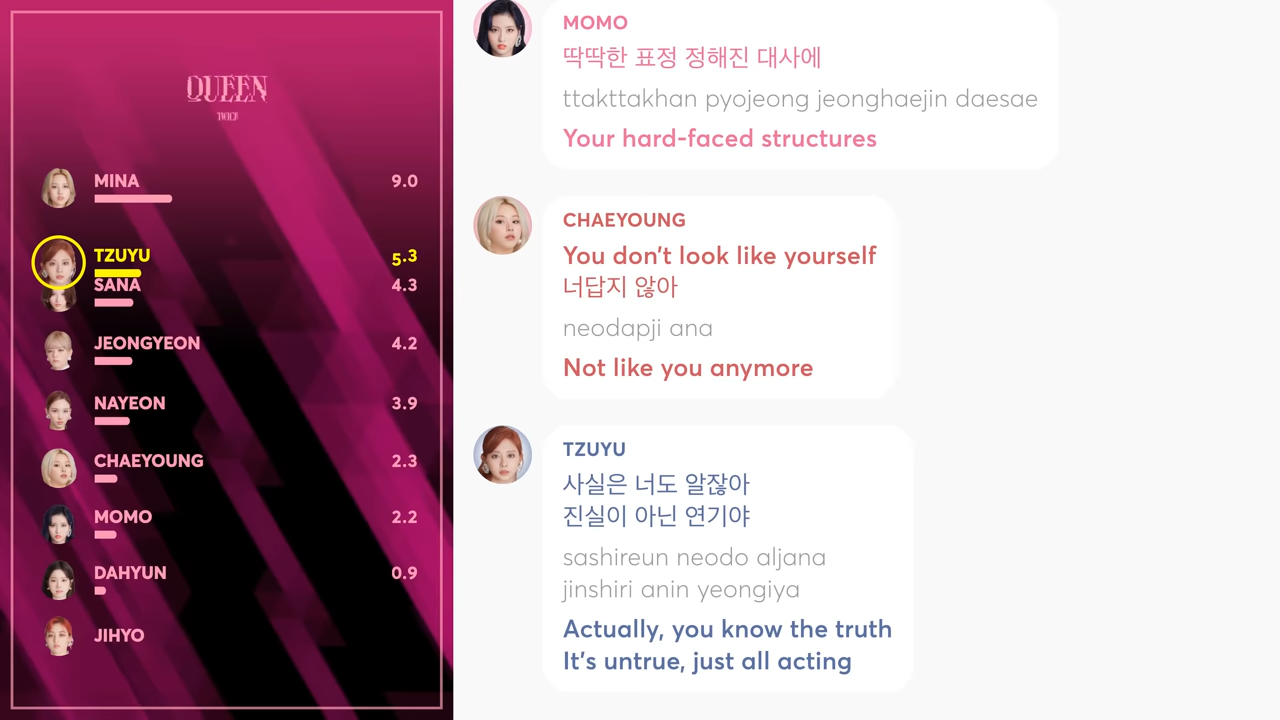 QUEEN
TWICE
MINA 9.0
TZUYU 5.3
SANA 4.3
JEONGYEON 4.2
NAYEON 3.9
CHAEYOUNG 2.3
MOMO 2.2
DAHYUN 0.9
JIHYO
MOMO
딱딱한 표정 정해진 대사에
ttakttakhan pyojeong jeonghaejin daesae
Your hard-faced structures
CHAEYOUNG
You don't look like yourself
너답지 않아
neodapji ana
Not like you anymore
TZUYU
사실은 너도 알잖아
진실이 아닌 연기야
sashireun neodo aljana
jinshiri anin yeongiya
Actually, you know the truth
It's untrue, just all acting